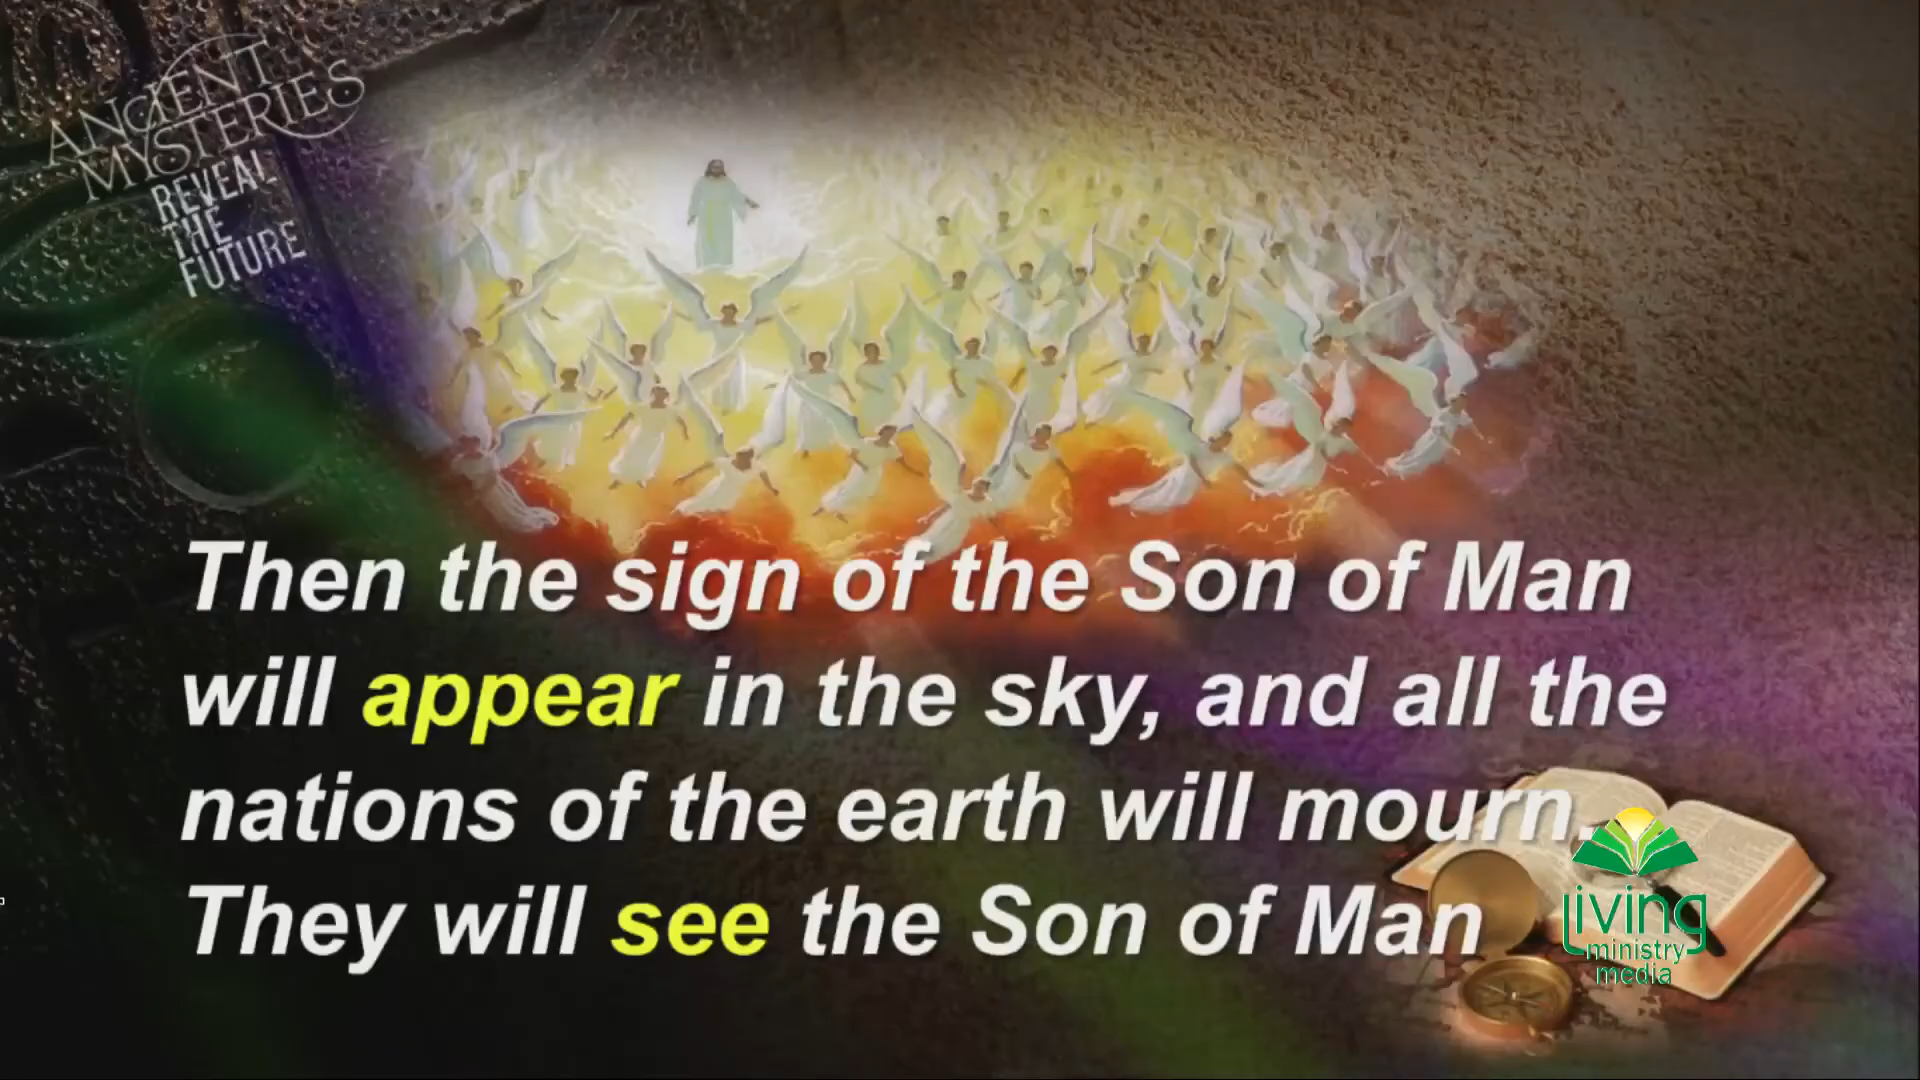 ANCIENT
MYSTERIES
REVEAL
THE
FUTURE
Then the sign of the Son of Man
will appear in the sky, and all the
nations of the earth will mourn.
They will see the Son of Man
living
ministry
media